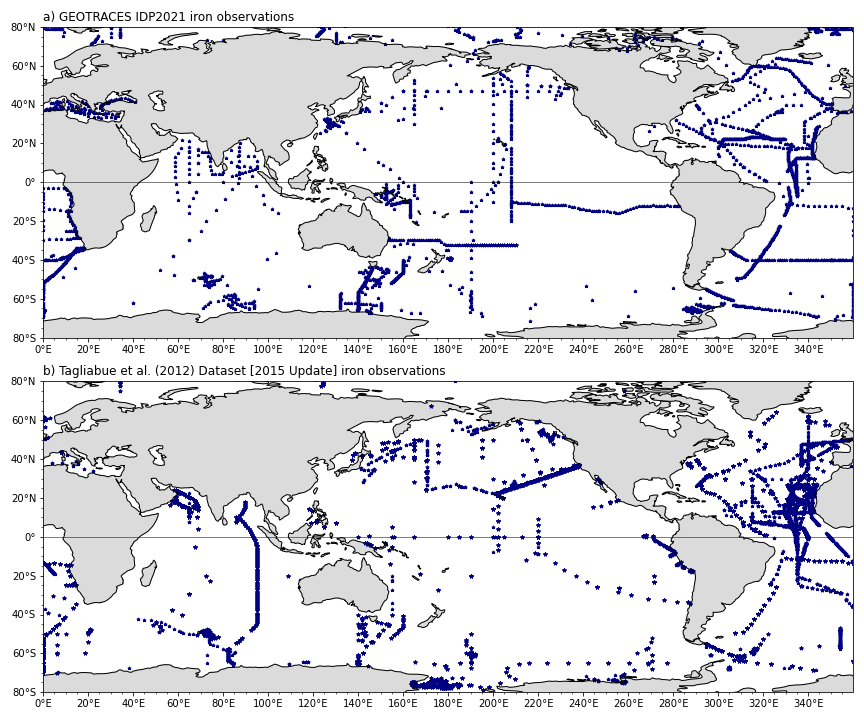 a) GEOTRACES IDP2021 iron observations
80°N
60°N
40°N
20°N
0°
20°S
40°S
60°S
80°S
0°E 20°E 40°E 60°E 80°E 100°E 120°E 140°E 160°E 180°E 200°E 220°E 240°E 260°E 280°E 300°E 320°E 340°E
b) Tagliabue et al. (2012) Dataset [2015 Update] iron observations
80°N
60°N
40°N
20°N
0°
20°S
40°S
60°S
80°S
0°E 20°E 40°E 60°E 80°E 100°E 120°E 140°E 160°E 180°E 200°E 220°E 240°E 260°E 280°E 300°E 320°E 340°E